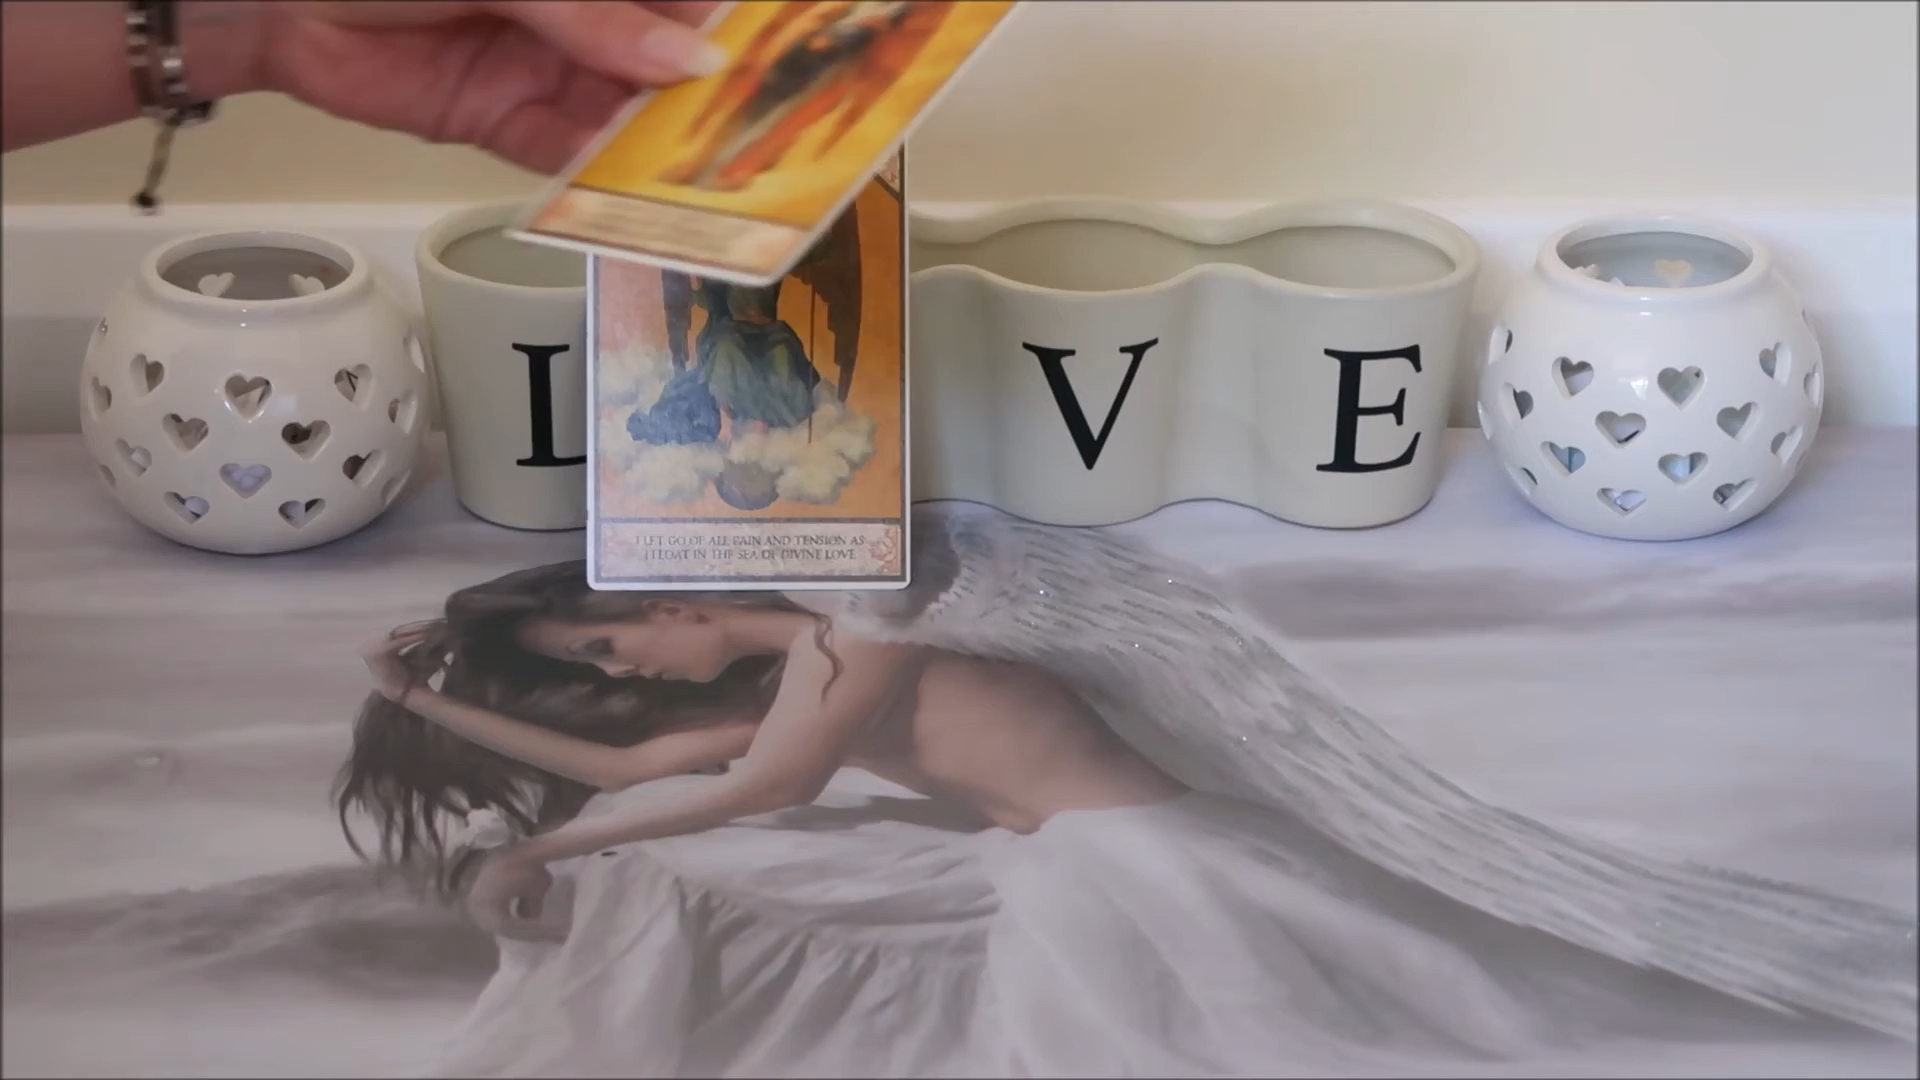 L V E
I LET GO OF ALL PAIN AND TENSION AS
I FLOAT IN THE SEA OF DIVINE LOVE